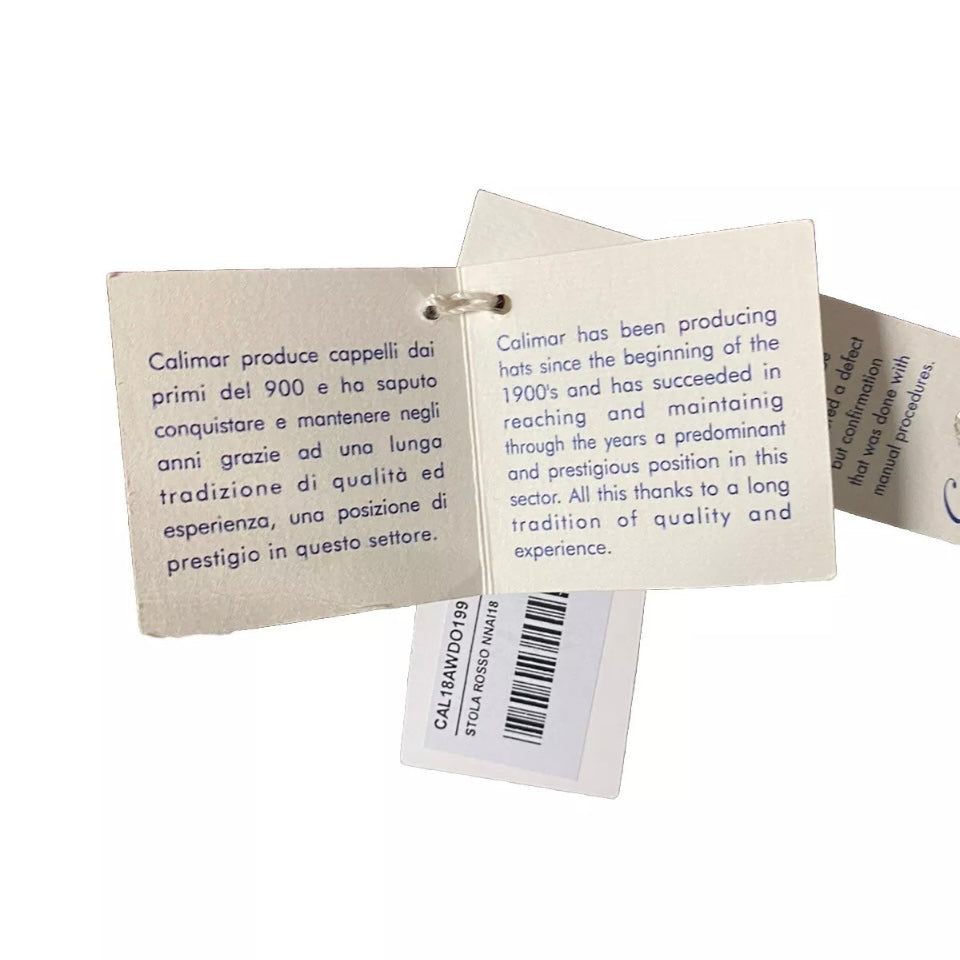 Calimar produce cappelli dai
primi del 900 e ha saputo
conquistare e mantenere negli
anni grazie ad una lunga
tradizione di qualità ed
esperienza, una posizione di
prestigio in questo settore.
Calimar has been producing
hats since the beginning of the
1900's and has succeeded in
reaching and maintainig
through the years a predominant
and prestigious position in this
sector. All this thanks to a long
tradition of quality and
experience.
a defect
but confirmation
that was done with
manual procedures.
CAL18AWDO199
STOLA ROSSO NNAI18